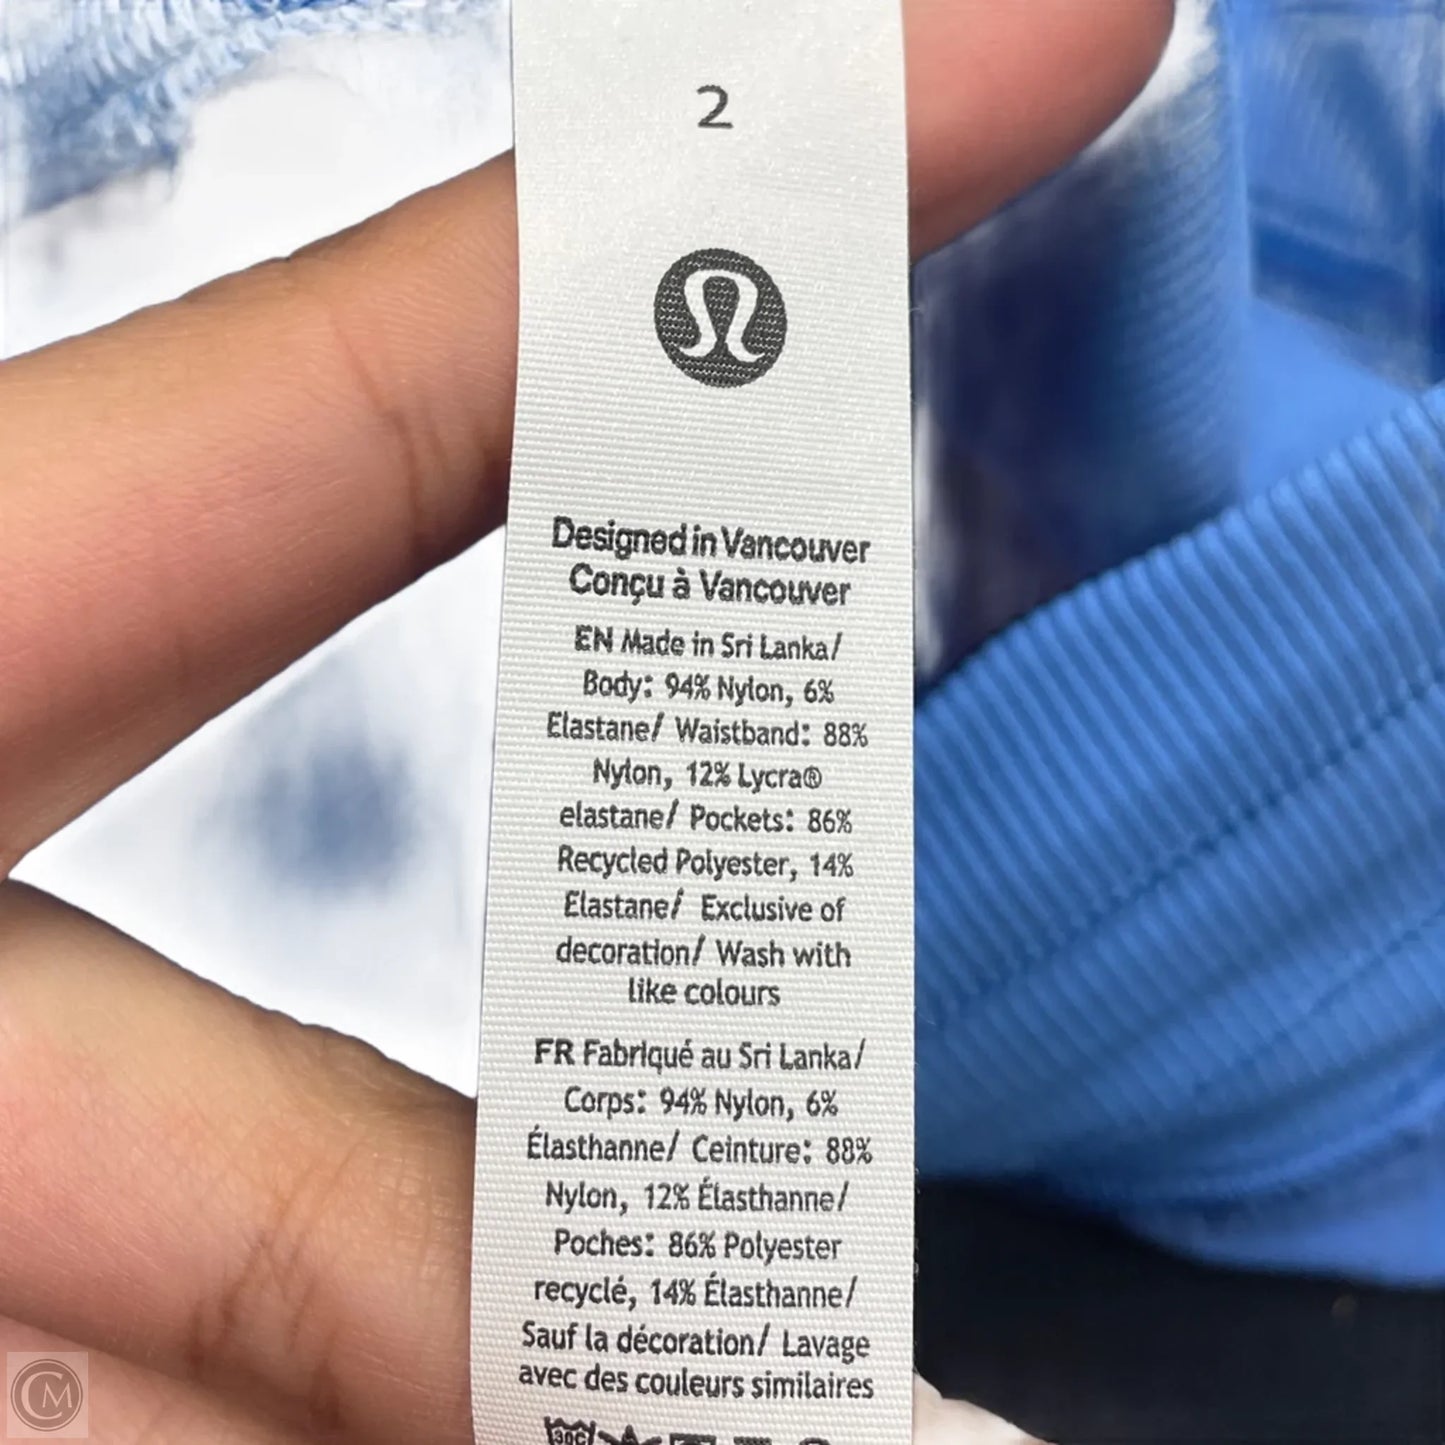 2
Designed in Vancouver
Conçu à Vancouver
EN Made in Sri Lanka/
Body: 94% Nylon, 6%
Elastane/ Waistband: 88%
Nylon, 12% Lycra®
elastane/ Pockets: 86%
Recycled Polyester, 14%
Elastane/ Exclusive of
decoration/ Wash with
like colours
FR Fabriqué au Sri Lanka/
Corps: 94% Nylon, 6%
Élasthanne/ Ceinture: 88%
Nylon, 12% Élasthanne/
Poches: 86% Polyester
recyclé, 14% Élasthanne/
Sauf la décoration/ Lavage
avec des couleurs similaires
30C
CM